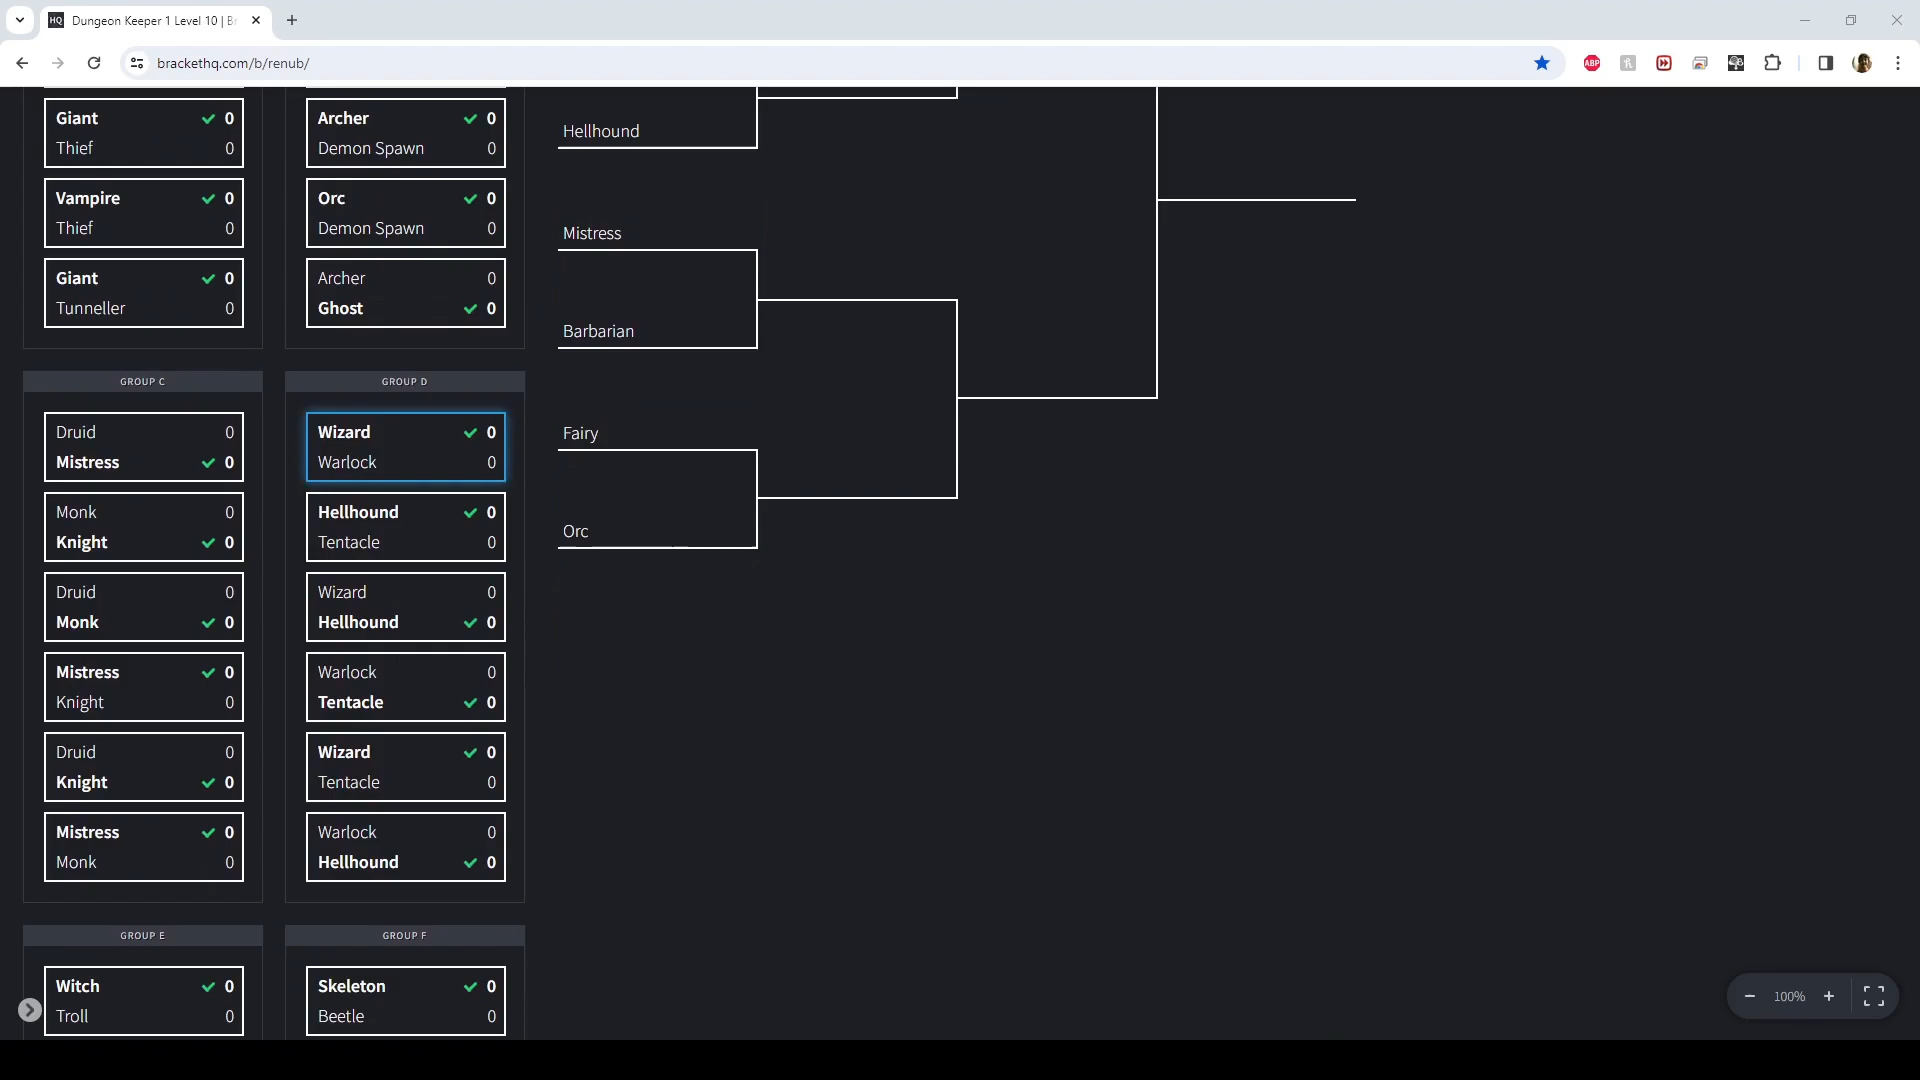 HQ
Dungeon Keeper 1 Level 10 | Br
brackethq.com/b/renub/
ABP
Giant 0
Thief 0
Vampire 0
Thief 0
Giant 0
Tunneller 0
Archer 0
Demon Spawn 0
Orc 0
Demon Spawn 0
Archer 0
Ghost 0
GROUP C
Druid 0
Mistress 0
Monk 0
Knight 0
Druid 0
Monk 0
Mistress 0
Knight 0
Druid 0
Knight 0
Mistress 0
Monk 0
GROUP D
Wizard 0
Warlock 0
Hellhound 0
Tentacle 0
Wizard 0
Hellhound 0
Warlock 0
Tentacle 0
Wizard 0
Tentacle 0
Warlock 0
Hellhound 0
GROUP E
Witch 0
Troll 0
GROUP F
Skeleton 0
Beetle 0
Hellhound
Mistress
Barbarian
Fairy
Orc
100%